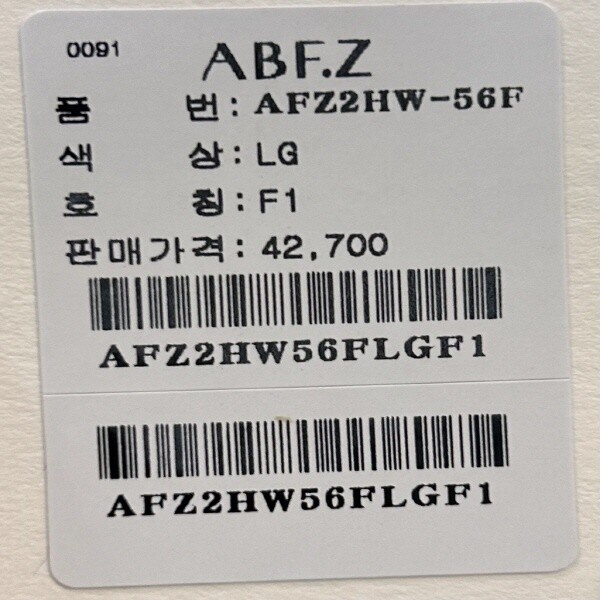 0091
ABF.Z
품 번: AFZ2HW-56F
색 상: LG
호 칭: F1
판매가격: 42,700
AFZ2HW56FLGF1
AFZ2HW56FLGF1